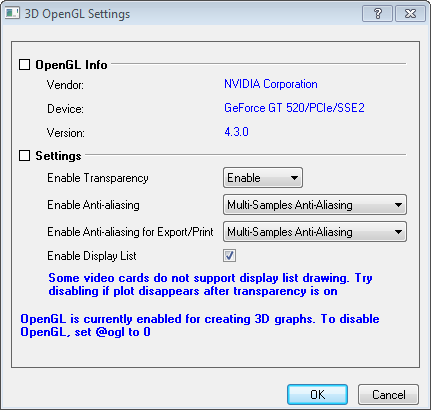 3D OpenGL Settings
OpenGL Info
Vendor: NVIDIA Corporation
Device: GeForce GT 520/PCIe/SSE2
Version: 4.3.0
Settings
Enable Transparency Enable
Enable Anti-aliasing Multi-Samples Anti-Aliasing
Enable Anti-aliasing for Export/Print Multi-Samples Anti-Aliasing
Enable Display List
Some video cards do not support display list drawing. Try
disabling if plot disappears after transparency is on
OpenGL is currently enabled for creating 3D graphs. To disable
OpenGL, set @ogl to 0
OK Cancel